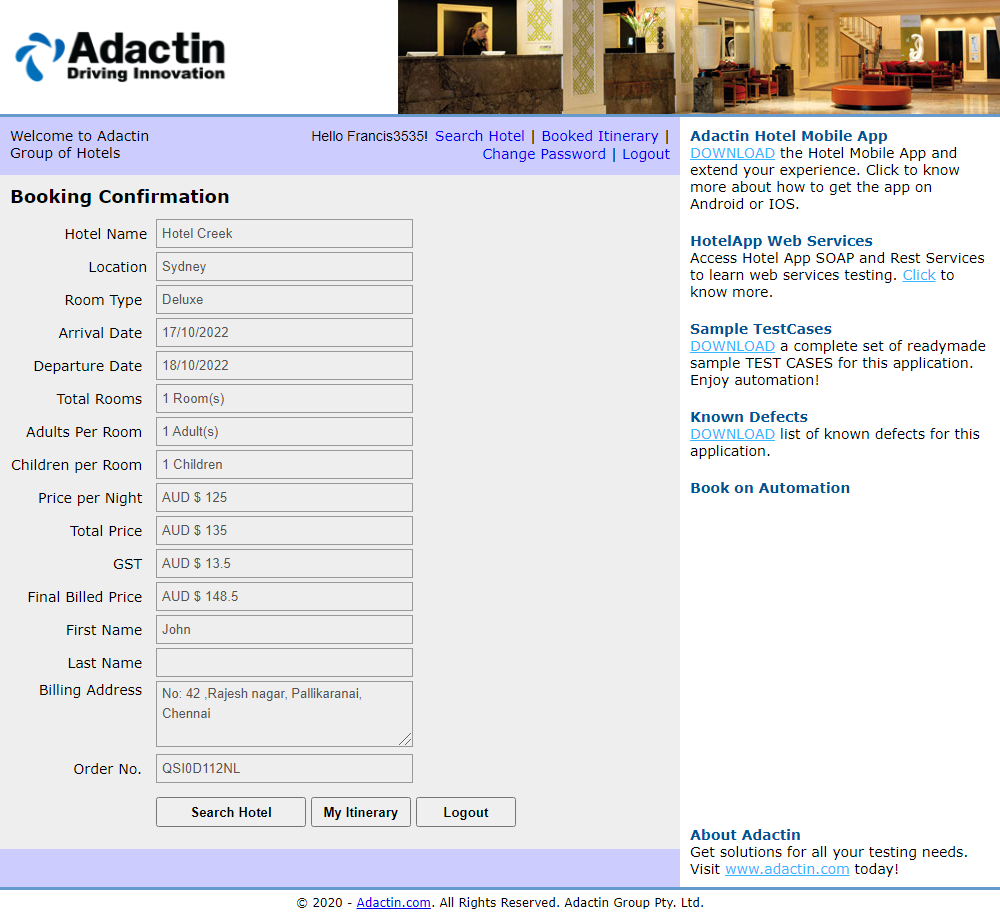 Adactin
Driving Innovation
Welcome to Adactin
Group of Hotels
Hello Francis3535! Search Hotel | Booked Itinerary |
Change Password | Logout
Booking Confirmation
Hotel Name Hotel Creek
Location Sydney
Room Type Deluxe
Arrival Date 17/10/2022
Departure Date 18/10/2022
Total Rooms 1 Room(s)
Adults Per Room 1 Adult(s)
Children per Room 1 Children
Price per Night AUD $ 125
Total Price AUD $ 135
GST AUD $ 13.5
Final Billed Price AUD $ 148.5
First Name John
Last Name
Billing Address No: 42 ,Rajesh nagar, Pallikaranai,
Chennai
Order No. QSI0D112NL
Search Hotel My Itinerary Logout
Adactin Hotel Mobile App
DOWNLOAD the Hotel Mobile App and
extend your experience. Click to know
more about how to get the app on
Android or IOS.
HotelApp Web Services
Access Hotel App SOAP and Rest Services
to learn web services testing. Click to
know more.
Sample TestCases
DOWNLOAD a complete set of readymade
sample TEST CASES for this application.
Enjoy automation!
Known Defects
DOWNLOAD list of known defects for this
application.
Book on Automation
About Adactin
Get solutions for all your testing needs.
Visit www.adactin.com today!
© 2020 - Adactin.com. All Rights Reserved. Adactin Group Pty. Ltd.